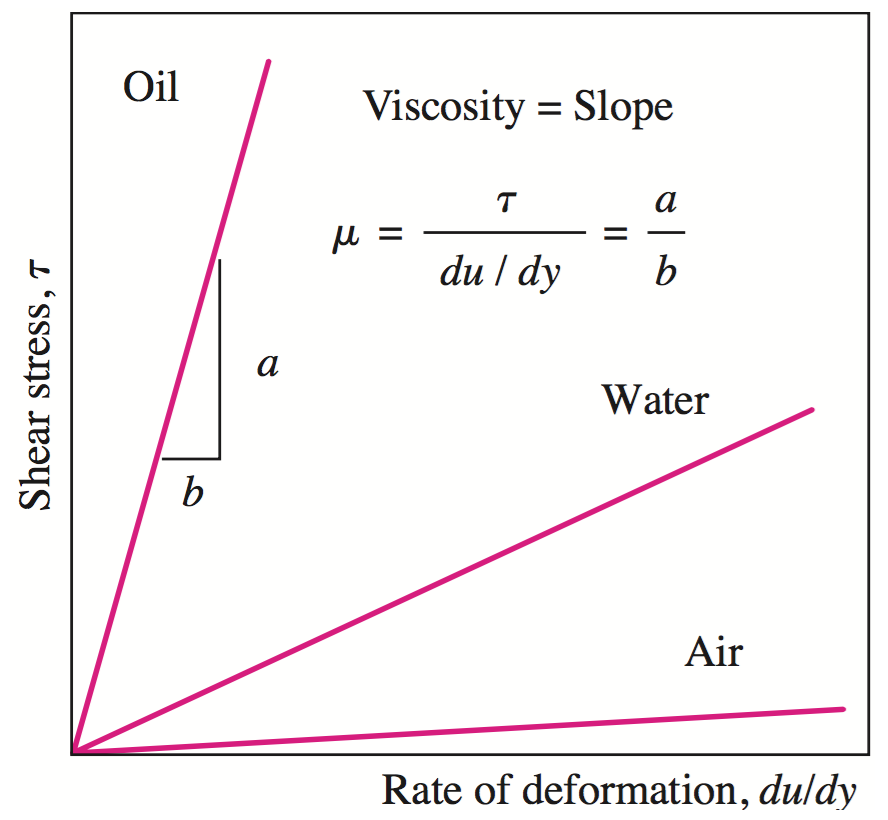 Oil
Viscosity = Slope
μ = τ / du / dy = a / b
a
b
Water
Air
Shear stress, τ
Rate of deformation, du/dy